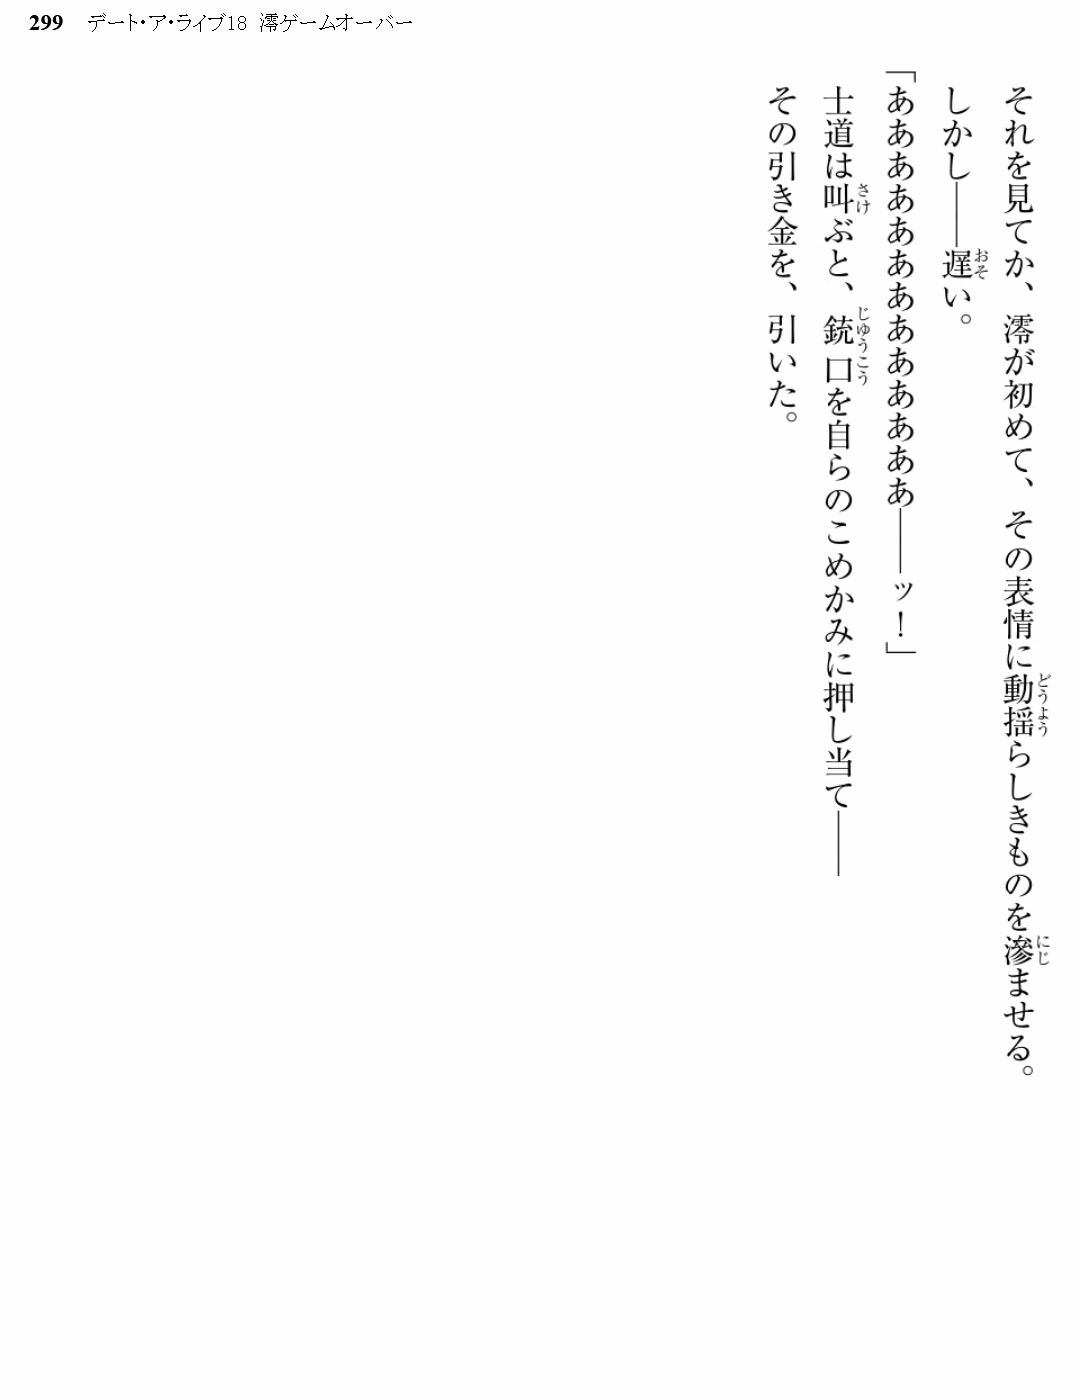 299 デート・ア・ライブ18 澪ゲームオーバー
それを見てか、澪が初めて、その表情に動揺らしきものを滲ませる。
しかし――遅い。
「あああああああああああああ――ッ！」
士道は叫ぶと、銃口を自らのこめかみに押し当て――
その引き金を、引いた。